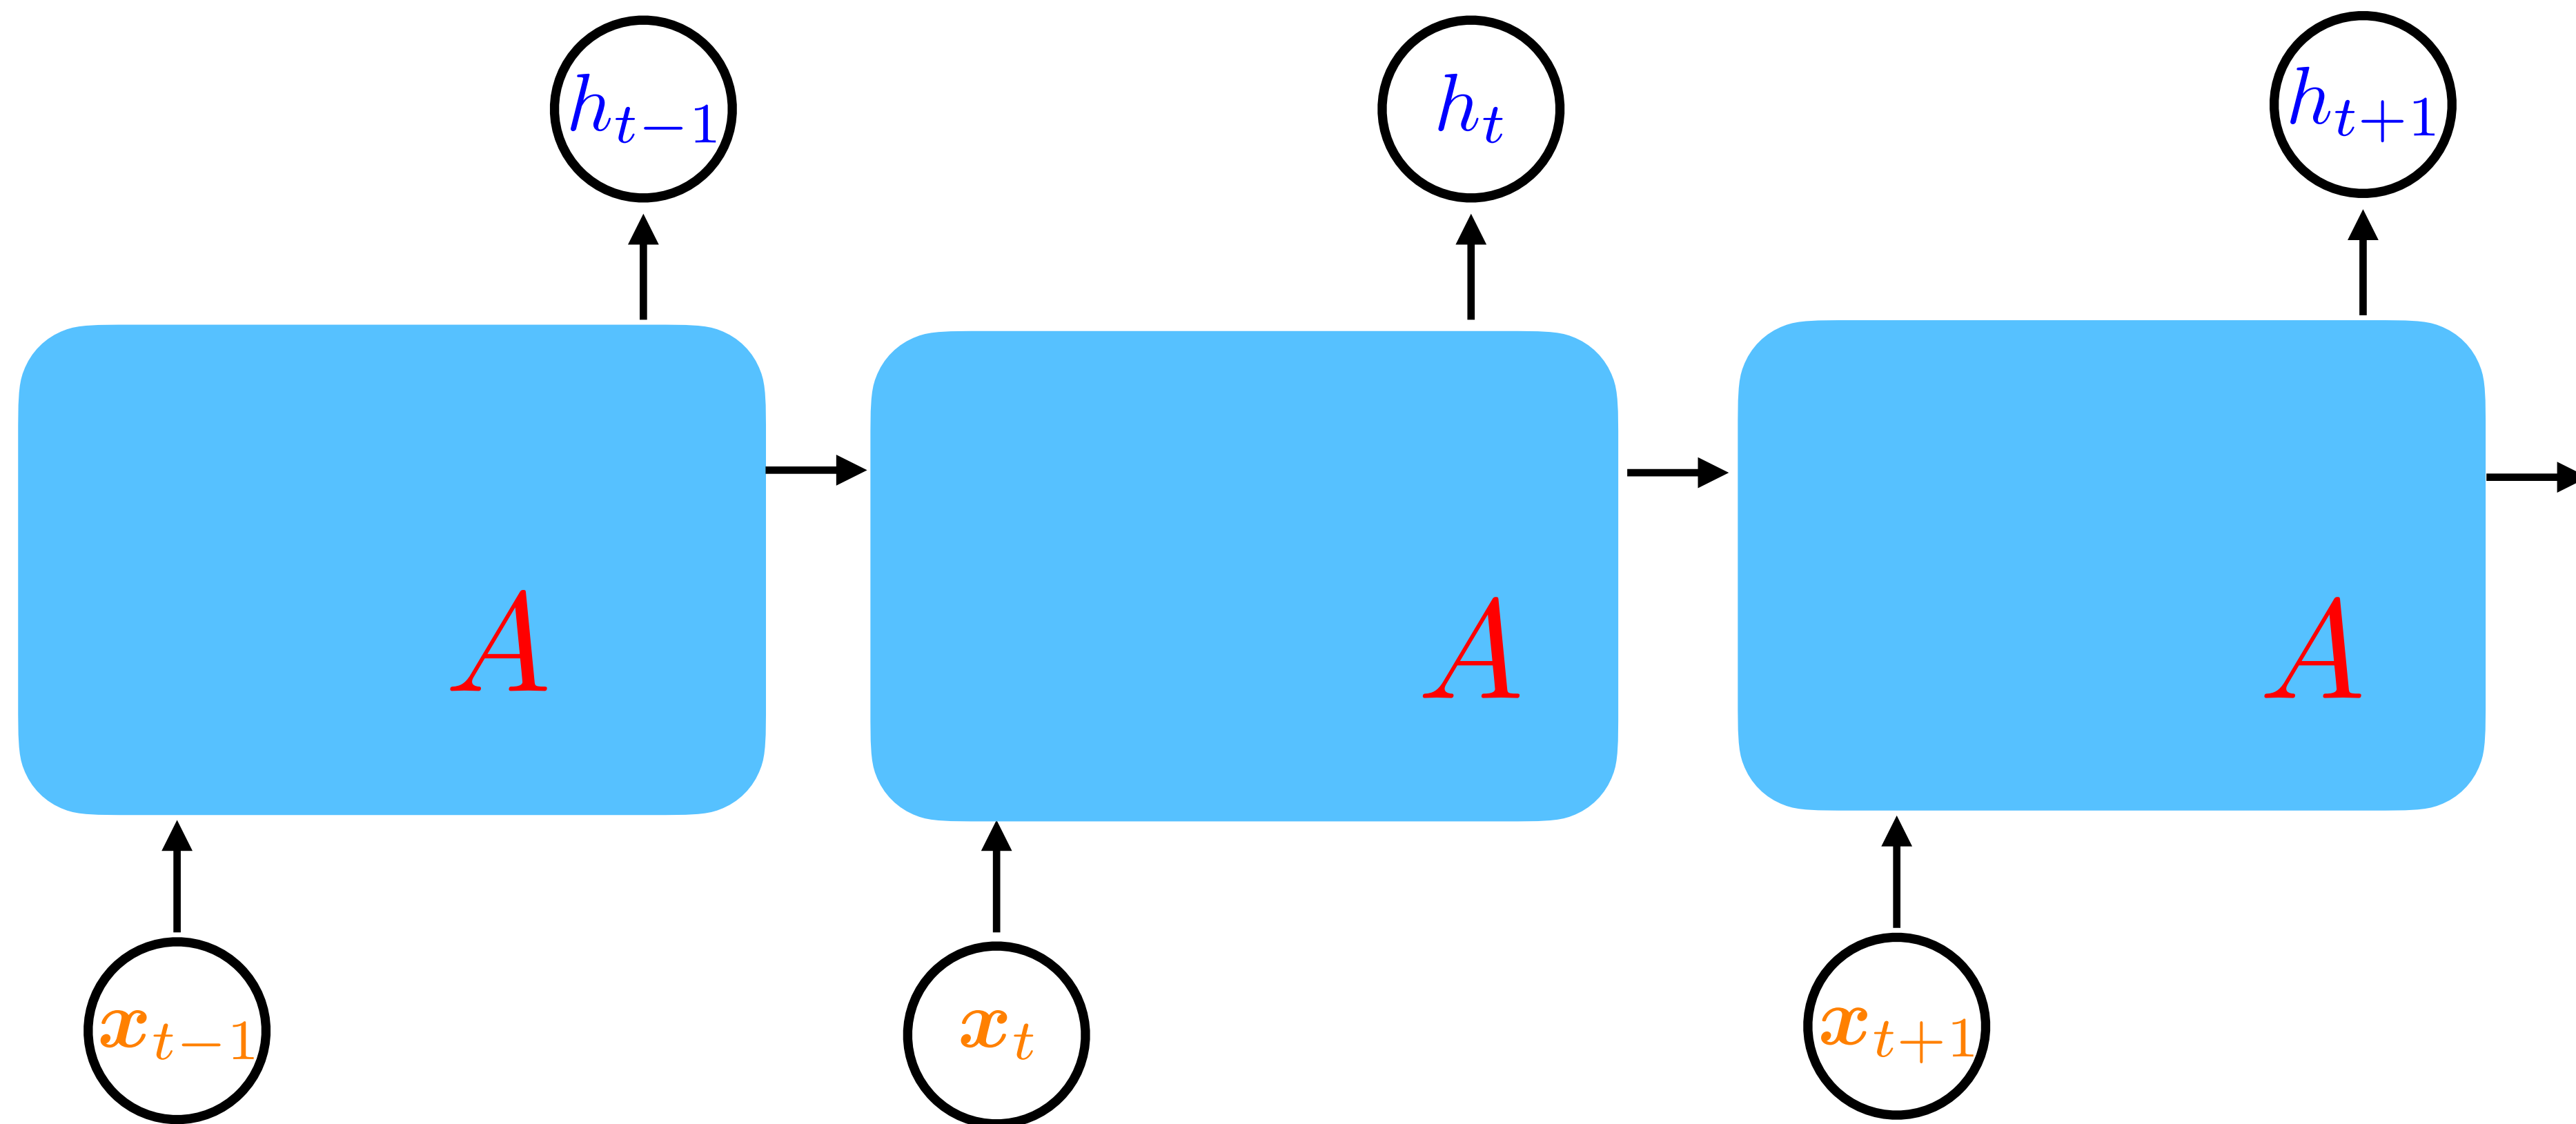 h_{t-1} h_t h_{t+1}
A A A
x_{t-1} x_t x_{t+1}